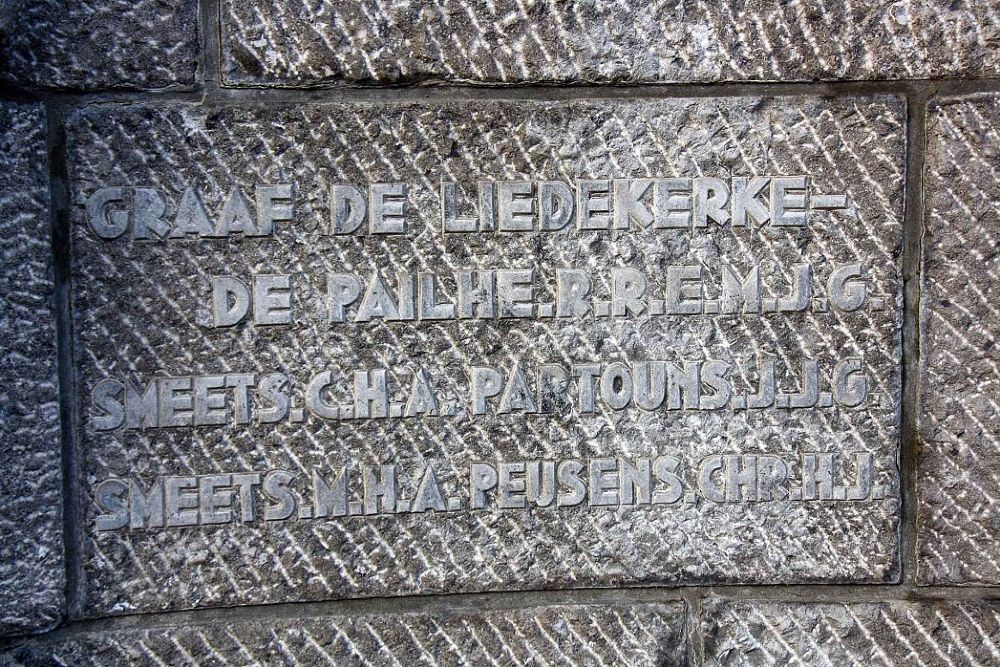 GRAAF DE LIEDEKERKE-
DE PAILHE.R.R.E.M.J.G.
SMEETS.C.H.A. PARTOUNS.J.J.G.
SMEETS.M.H.A. PEUSENS.CHR.H.J.